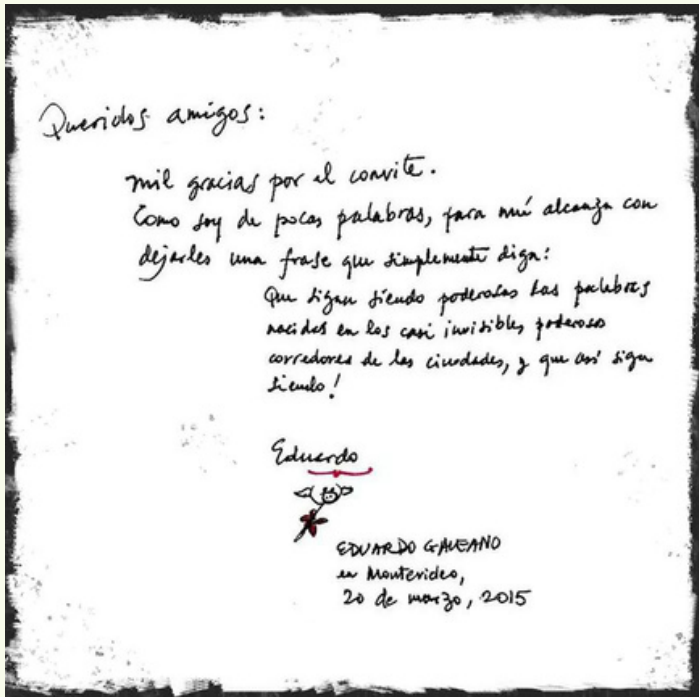 Queridos amigos:
mil gracias por el convite.
Como soy de pocas palabras, para mí alcanza con
dejarles una frase que simplemente diga:
Que sigan siendo poderosas las palabras
nacidas en los casi invisibles poderosos
corredores de las ciudades, y que así siga
siendo!
Eduardo
EDUARDO GALEANO
en Montevideo,
20 de marzo, 2015